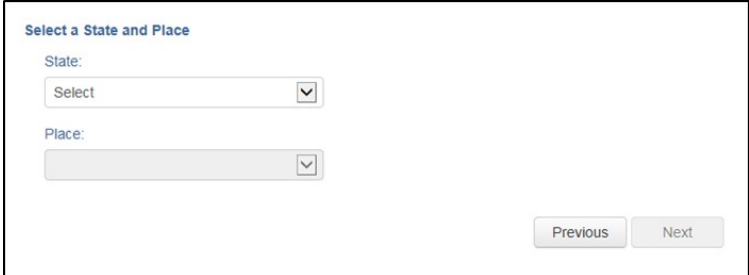 Select a State and Place
State:
Select
Place:
Previous Next